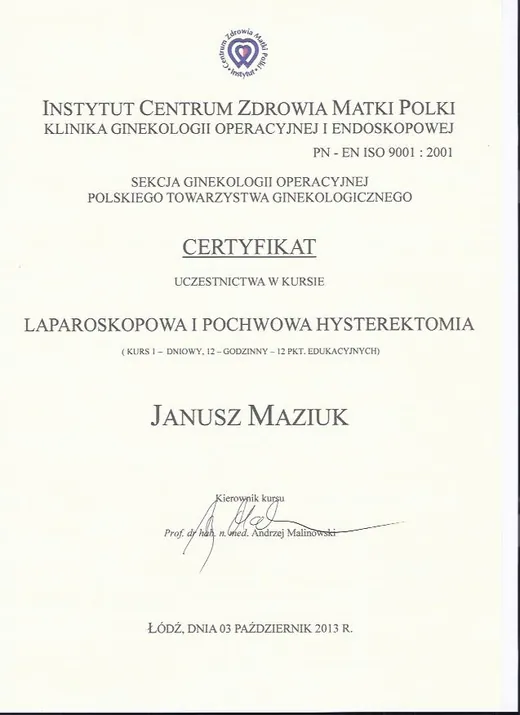 Centrum Zdrowia Matki Polki
Instytut
INSTYTUT CENTRUM ZDROWIA MATKI POLKI
KLINIKA GINEKOLOGII OPERACYJNEJ I ENDOSKOPOWEJ
PN - EN ISO 9001 : 2001
SEKCJA GINEKOLOGII OPERACYJNEJ
POLSKIEGO TOWARZYSTWA GINEKOLOGICZNEGO
CERTYFIKAT
UCZESTNICTWA W KURSIE
LAPAROSKOPOWA I POCHWOWA HYSTEREKTOMIA
( KURS 1 – DNIOWY, 12 – GODZINNY – 12 PKT. EDUKACYJNYCH)
JANUSZ MAZIUK
Kierownik kursu
Prof. dr hab. n. med. Andrzej Malinowski
ŁÓDŹ, DNIA 03 PAŹDZIERNIK 2013 R.